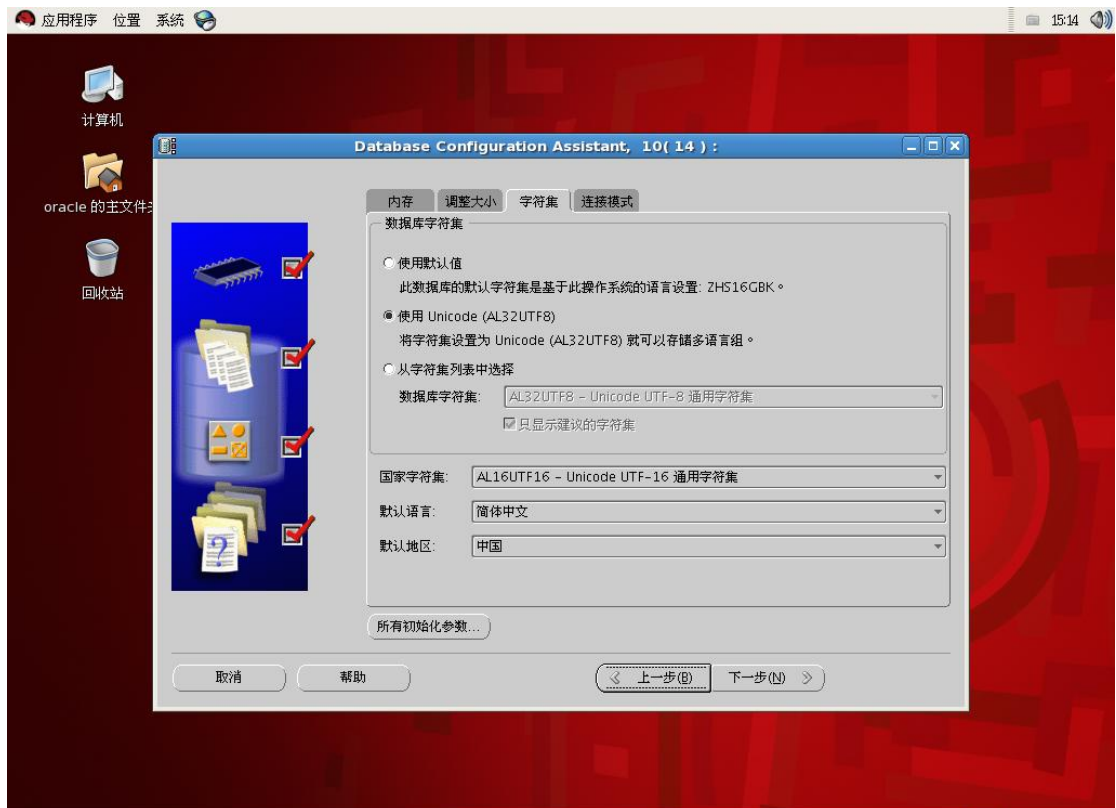 应用程序 位置 系统
15:14
计算机
oracle 的主文件
回收站
Database Configuration Assistant, 10( 14 ) :
内存 调整大小 字符集 连接模式
数据库字符集
使用默认值
此数据库的默认字符集是基于此操作系统的语言设置: ZHS16GBK。
使用 Unicode (AL32UTF8)
将字符集设置为 Unicode (AL32UTF8) 就可以存储多语言组。
从字符集列表中选择
数据库字符集: AL32UTF8 – Unicode UTF–8 通用字符集
只显示建议的字符集
国家字符集: AL16UTF16 – Unicode UTF–16 通用字符集
默认语言: 简体中文
默认地区: 中国
所有初始化参数...
取消 帮助 上一步(B) 下一步(N)